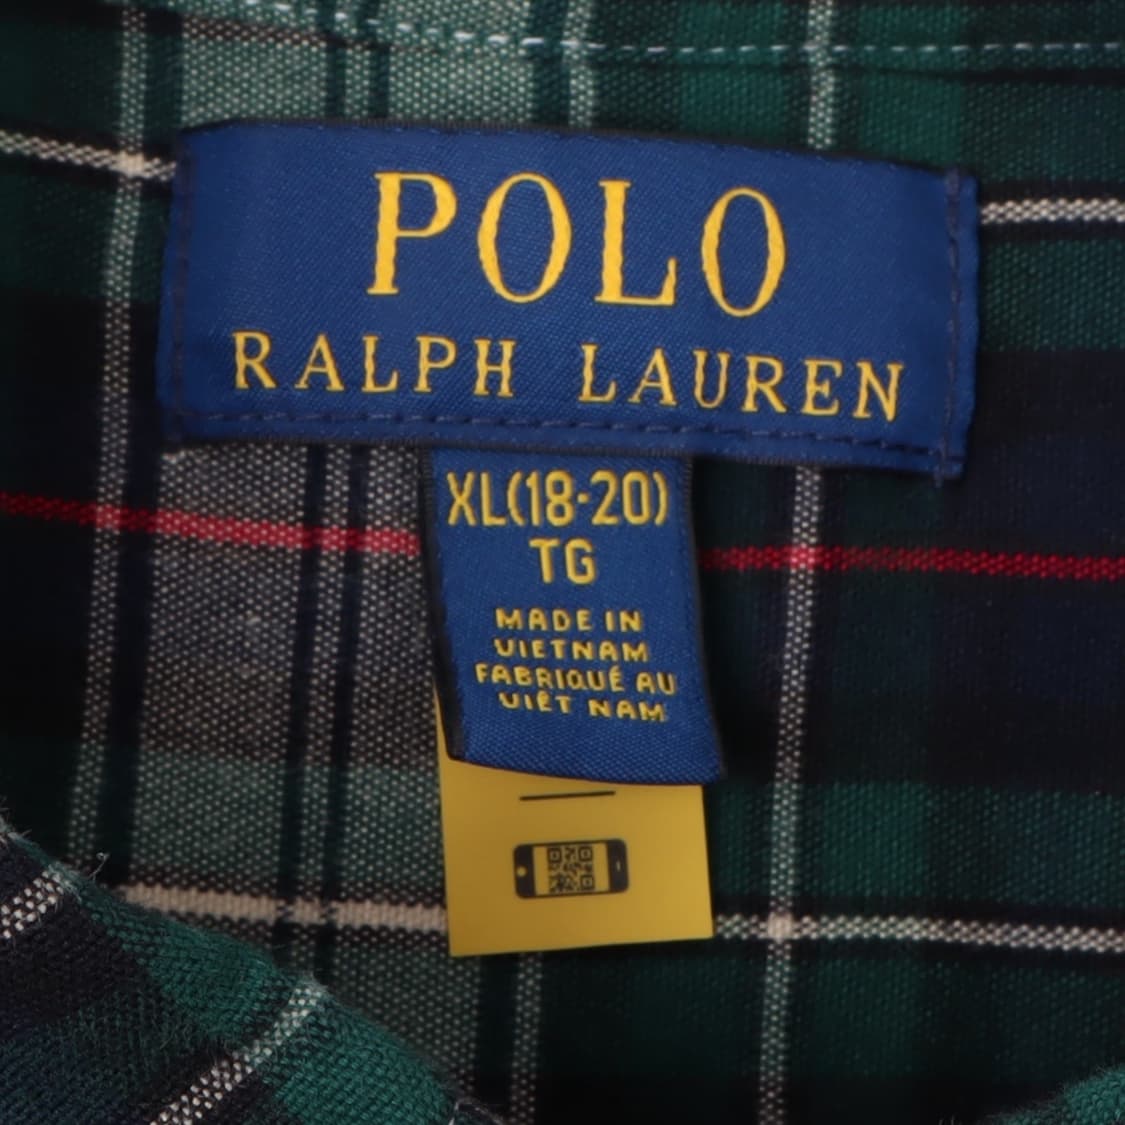 POLO
RALPH LAUREN
XL(18-20)
TG
MADE IN
VIETNAM
FABRIQUÉ AU
VIÊT NAM